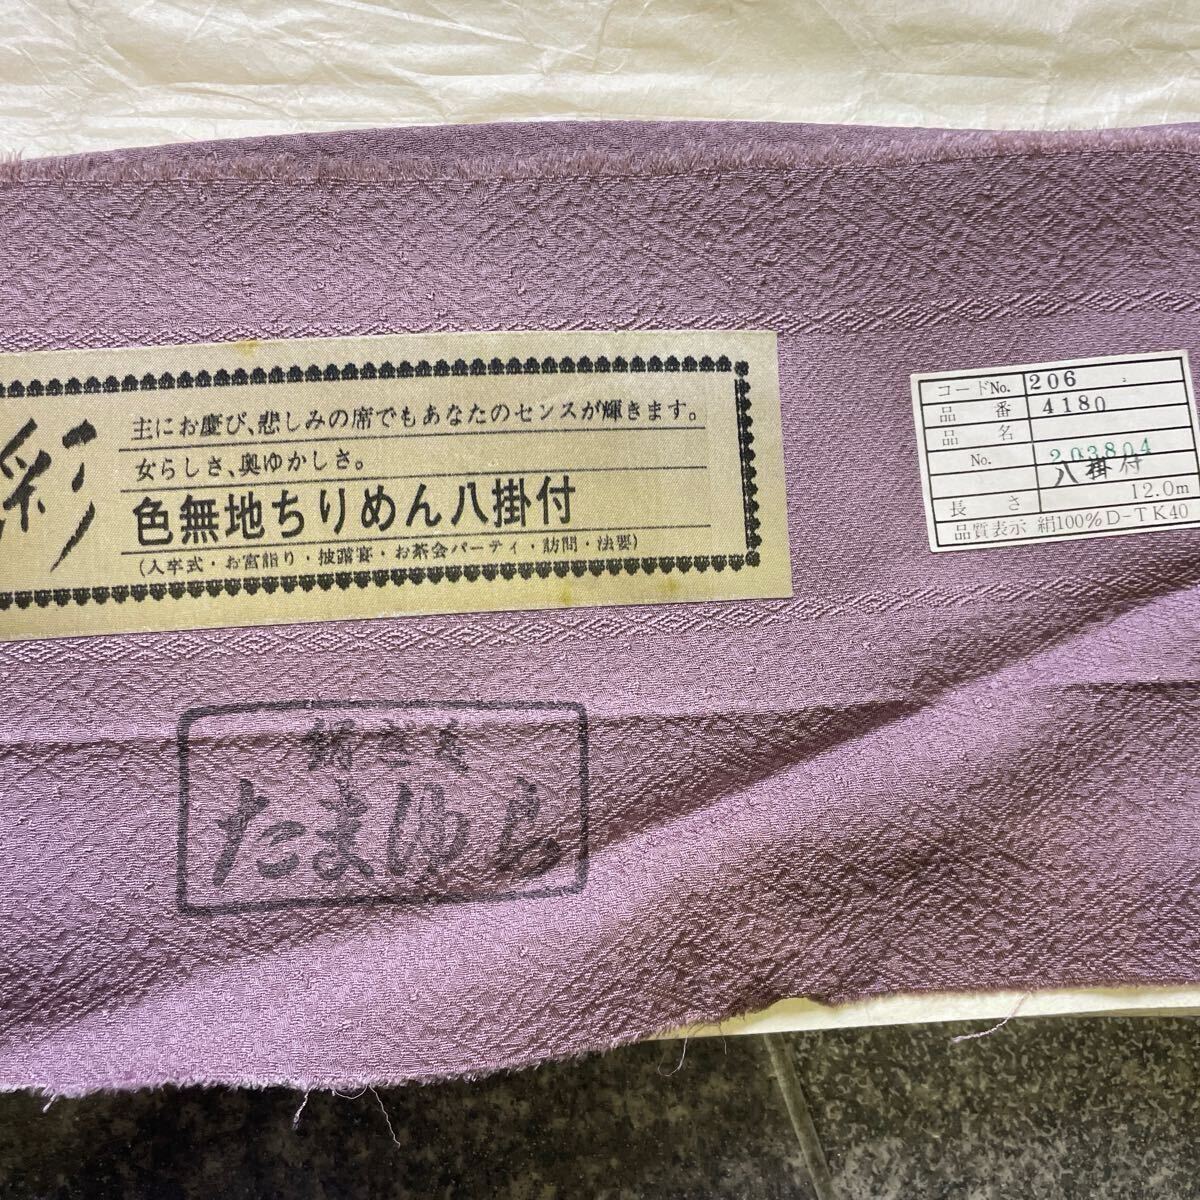 彩
主にお慶び、悲しみの席でもあなたのセンスが輝きます。
女らしさ、奥ゆかしさ。
色無地ちりめん八掛付
(入卒式・お宮詣り・披露宴・お茶会パーティ・訪問・法要)
コードNo. 206
品番 4180
品名
No. 203804
八掛付
長さ 12.0m
品質表示 絹100% D-TK40
たまゆら